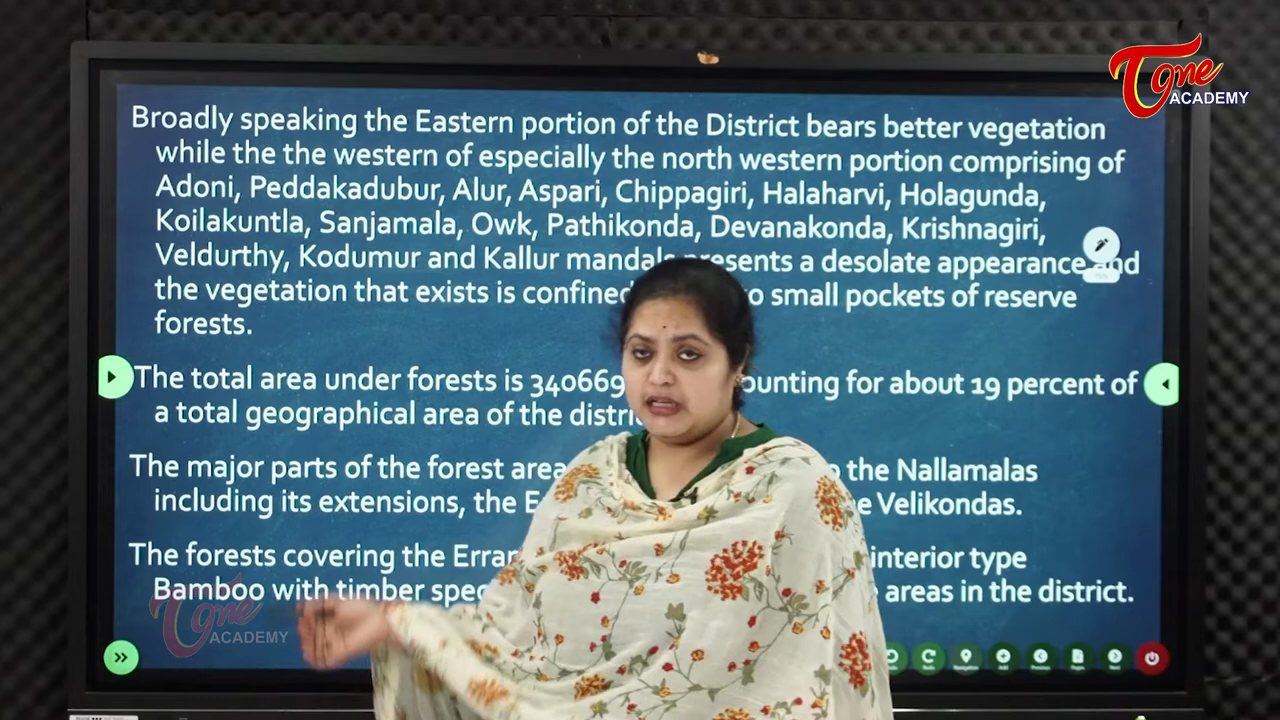 Tone
ACADEMY
Broadly speaking the Eastern portion of the District bears better vegetation
while the the western of especially the north western portion comprising of
Adoni, Peddakadubur, Alur, Aspari, Chippagiri, Halaharvi, Holagunda,
Koilakuntla, Sanjamala, Owk, Pathikonda, Devanakonda, Krishnagiri,
Veldurthy, Kodumur and Kallur mandals presents a desolate appearance and
the vegetation that exists is confined to small pockets of reserve
forests.
The total area under forests is 340669 for about 19 percent of
a total geographical area of the
The major parts of the forest area the Nallamalas
including its extensions, the Velikondas.
The forests covering the interior type
Bamboo with timber areas in the district.
Tone
ACADEMY